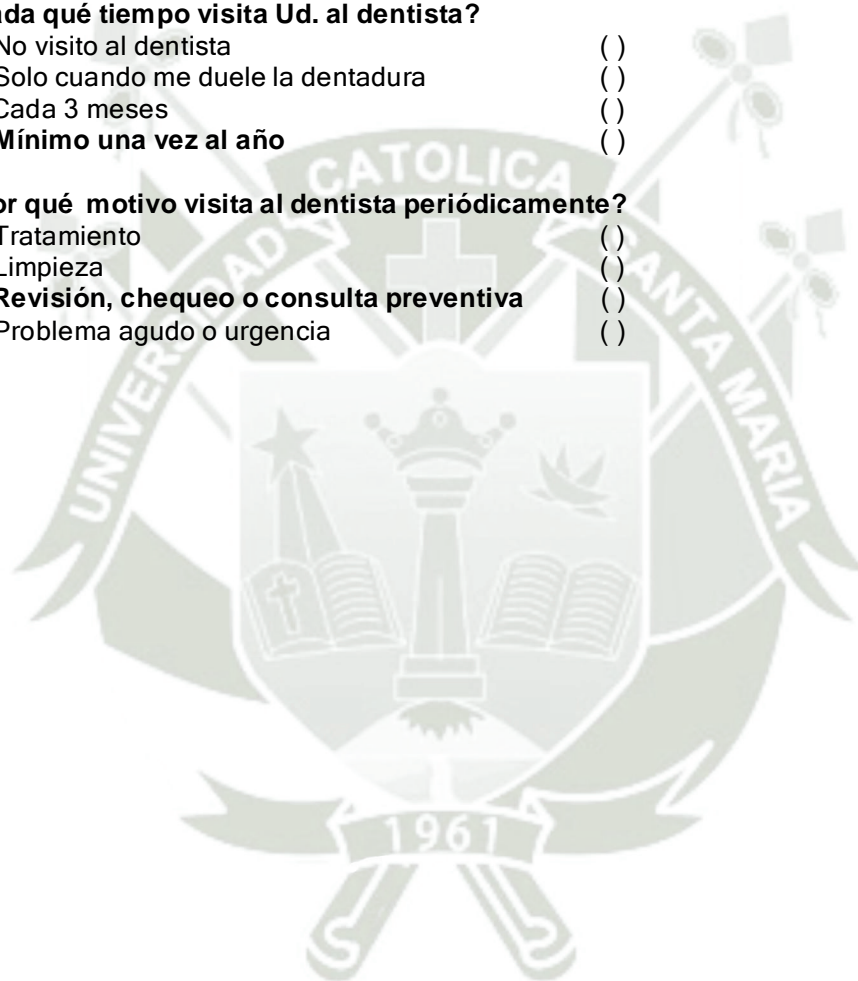 ada qué tiempo visita Ud. al dentista?
No visito al dentista ( )
Solo cuando me duele la dentadura ( )
Cada 3 meses ( )
Mínimo una vez al año ( )
or qué motivo visita al dentista periódicamente?
Tratamiento ( )
Limpieza ( )
Revisión, chequeo o consulta preventiva ( )
Problema agudo o urgencia ( )
UNIVERSIDAD CATOLICA SANTA MARIA
1961